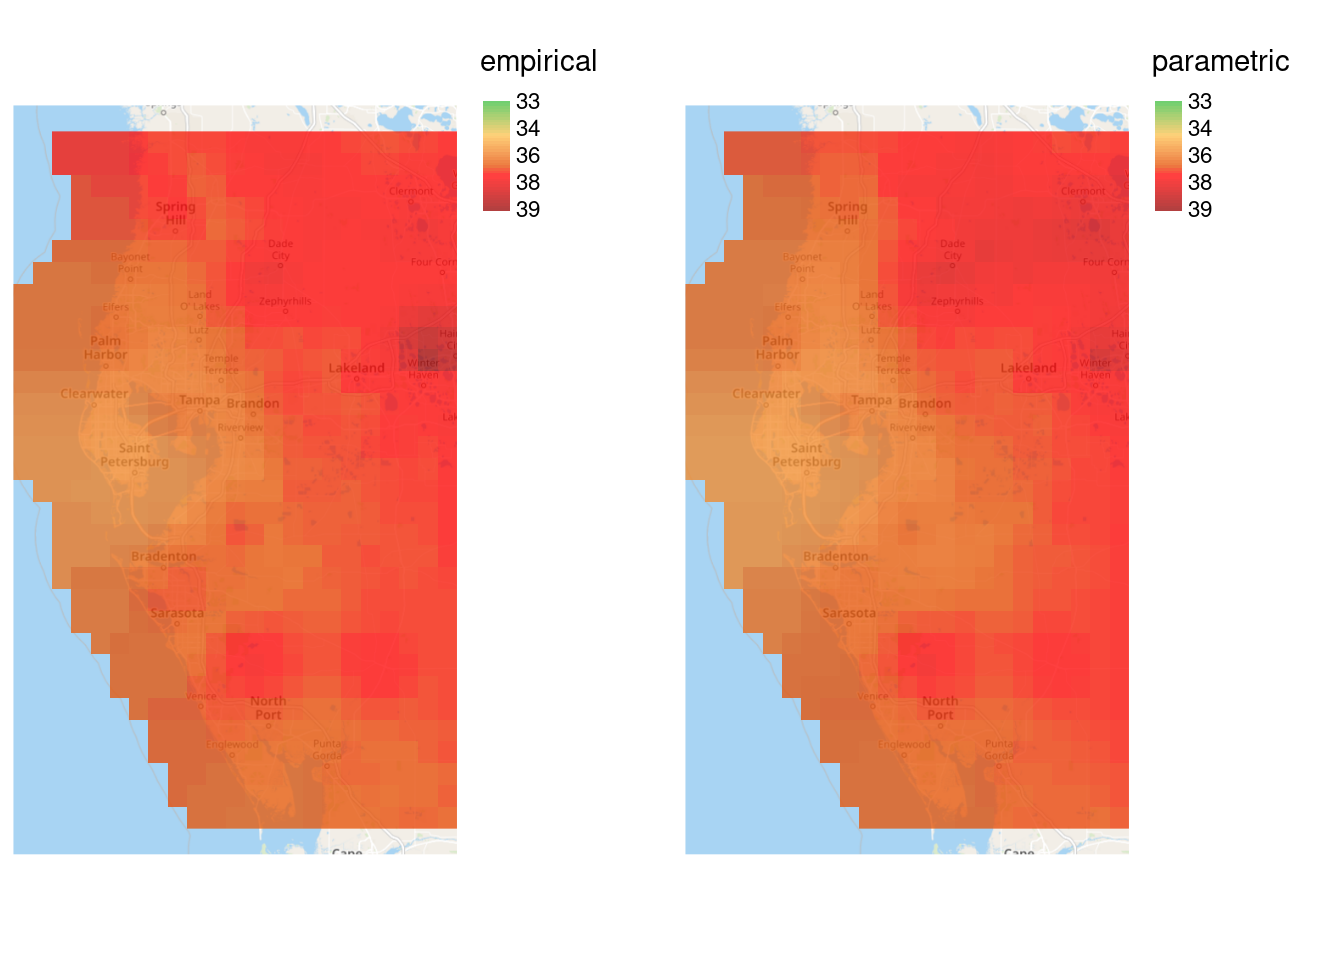 empirical
33
34
36
38
39
Clermont
Spring
Hill
Dade
City
Bayonet
Point
Four Corn
Land
O' Lakes
Zephyrhills
Elfers
Lutz
Palm
Harbor
Temple
Terrace
Lakeland
Winter
Haven
Clearwater
Tampa
Brandon
Riverview
Saint
Petersburg
Bradenton
Sarasota
Venice
North
Port
Englewood
Punta
Gorda
Cape
parametric
33
34
36
38
39
Clermont
Spring
Hill
Dade
City
Bayonet
Point
Four Corn
Land
O' Lakes
Zephyrhills
Elfers
Lutz
Palm
Harbor
Temple
Terrace
Lakeland
Winter
Haven
Clearwater
Tampa
Brandon
Riverview
Saint
Petersburg
Bradenton
Sarasota
Venice
North
Port
Englewood
Punta
Gorda
Cape